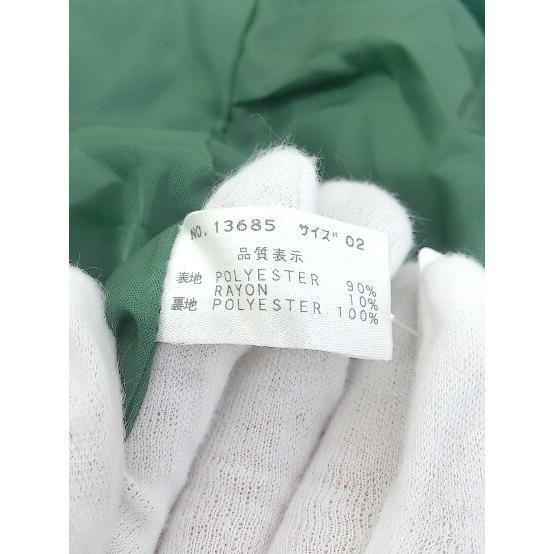 NO. 13685 サイズ 02
品質表示
表地 POLYESTER 90%
RAYON 10%
裏地 POLYESTER 100%